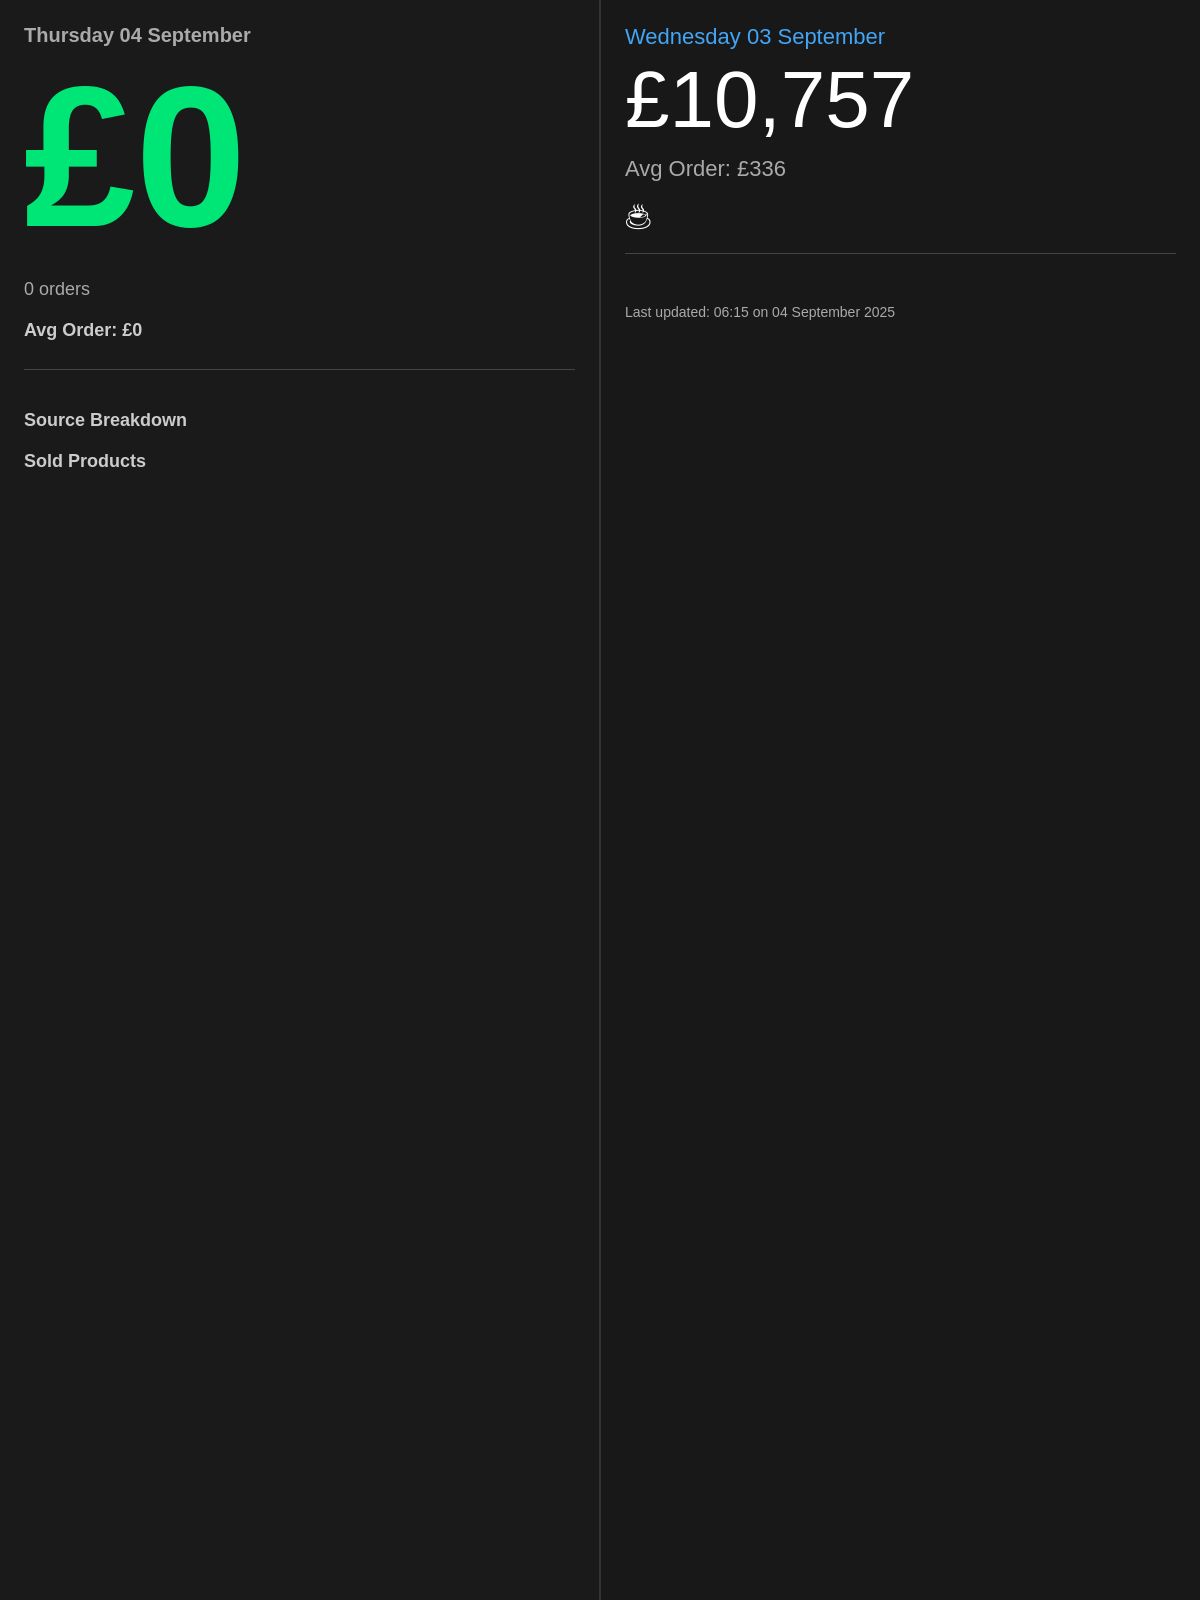 Thursday 04 September
£0
0 orders
Avg Order: £0
Source Breakdown
Sold Products
Wednesday 03 September
£10,757
Avg Order: £336
☕
Last updated: 06:15 on 04 September 2025